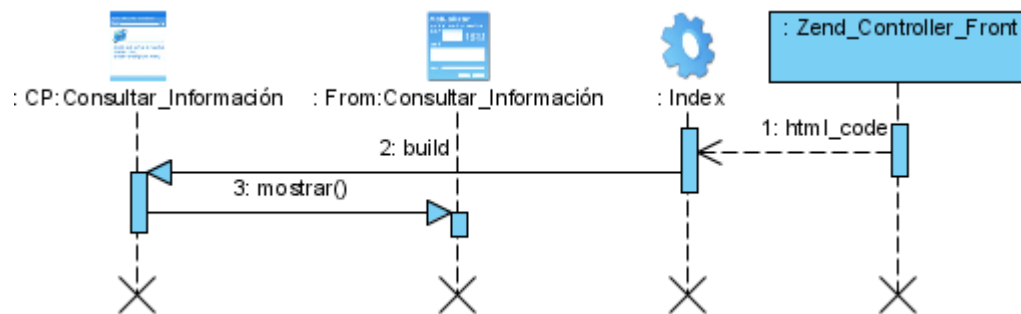 : Zend_Controller_Front
: CP:Consultar_Información
: From:Consultar_Información
: Index
1: html_code
2: build
3: mostrar()